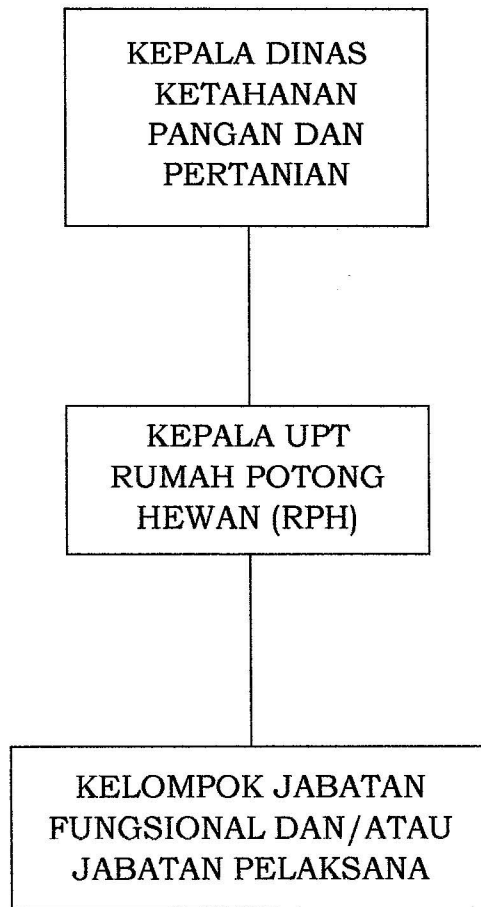 KEPALA DINAS
KETAHANAN
PANGAN DAN
PERTANIAN
KEPALA UPT
RUMAH POTONG
HEWAN (RPH)
KELOMPOK JABATAN
FUNGSIONAL DAN/ATAU
JABATAN PELAKSANA